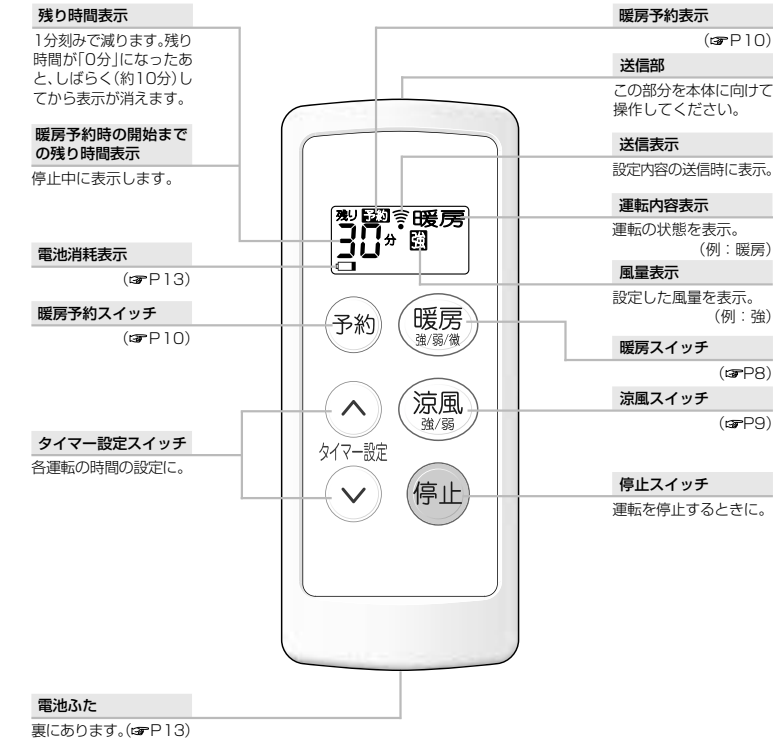 残り時間表示
1分刻みで減ります。残り
時間が「0分」になったあ
と、しばらく(約10分)し
てから表示が消えます。
暖房予約時の開始まで
の残り時間表示
停止中に表示します。
電池消耗表示
(☞P13)
暖房予約スイッチ
(☞P10)
タイマー設定スイッチ
各運転の時間の設定に。
電池ふた
裏にあります。(☞P13)
残り 予約 暖房
30分 強
予約
暖房
強/弱/微
涼風
強/弱
タイマー設定
停止
暖房予約表示
(☞P10)
送信部
この部分を本体に向けて
操作してください。
送信表示
設定内容の送信時に表示。
運転内容表示
運転の状態を表示。
(例：暖房)
風量表示
設定した風量を表示。
(例：強)
暖房スイッチ
(☞P8)
涼風スイッチ
(☞P9)
停止スイッチ
運転を停止するときに。